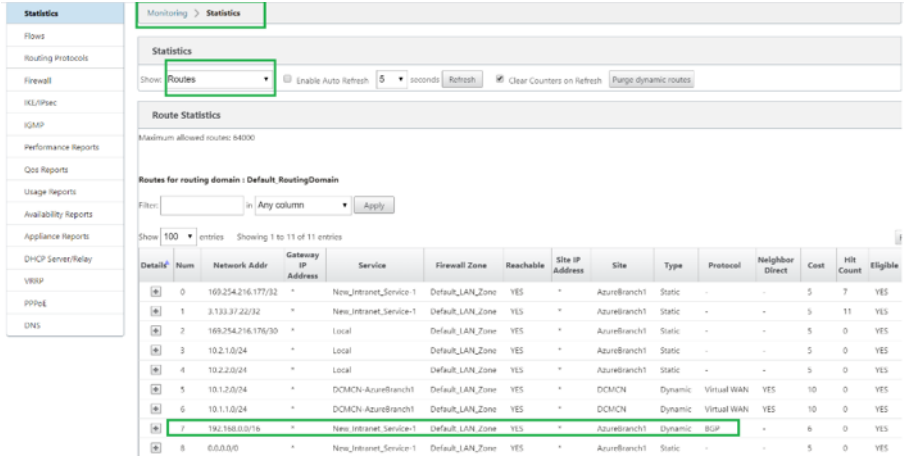 Statistics
Flows
Routing Protocols
Firewall
IKE/IPsec
IGMP
Performance Reports
Qos Reports
Usage Reports
Availability Reports
Appliance Reports
DHCP Server/Relay
VRRP
PPPoE
DNS
Monitoring > Statistics
Statistics
Show: Routes Enable Auto Refresh 5 seconds Refresh Clear Counters on Refresh Purge dynamic routes
Route Statistics
Maximum allowed routes: 64000
Routes for routing domain : Default_RoutingDomain
Filter: in Any column Apply
Show 100 entries Showing 1 to 11 of 11 entries
Details Num Network Addr Gateway IP Address Service Firewall Zone Reachable Site IP Address Site Type Protocol Neighbor Direct Cost Hit Count Eligible
0 169.254.216.177/32 * New_Intranet_Service-1 Default_LAN_Zone YES * AzureBranch1 Static - - 5 7 YES
1 3.133.37.22/32 * New_Intranet_Service-1 Default_LAN_Zone YES * AzureBranch1 Static - - 5 11 YES
2 169.254.216.176/30 * Local Default_LAN_Zone YES * AzureBranch1 Static - - 5 0 YES
3 10.2.1.0/24 * Local Default_LAN_Zone YES * AzureBranch1 Static - - 5 0 YES
4 10.2.2.0/24 * Local Default_LAN_Zone YES * AzureBranch1 Static - - 5 0 YES
5 10.1.2.0/24 * DCMCN-AzureBranch1 Default_LAN_Zone YES * DCMCN Dynamic Virtual WAN YES 10 0 YES
6 10.1.1.0/24 * DCMCN-AzureBranch1 Default_LAN_Zone YES * DCMCN Dynamic Virtual WAN YES 10 0 YES
7 192.168.0.0/16 * New_Intranet_Service-1 Default_LAN_Zone YES * AzureBranch1 Dynamic BGP - 6 0 YES
8 0.0.0.0/0 * New_Intranet_Service-1 Default_LAN_Zone YES * AzureBranch1 Static - - 5 0 YES